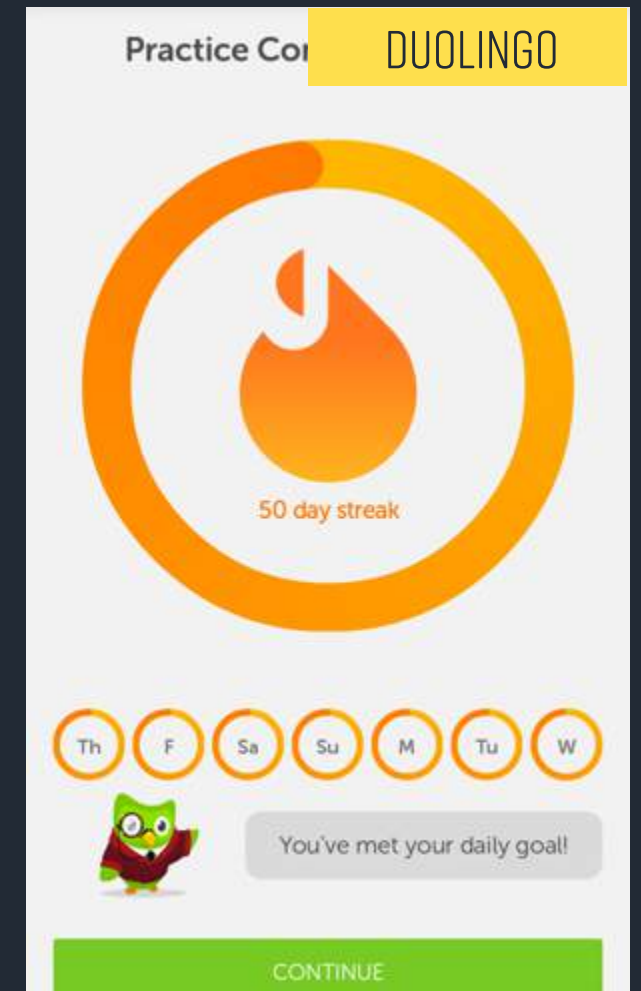 Practice Co
DUOLINGO
50 day streak
Th F Sa Su M Tu W
You've met your daily goal!
CONTINUE